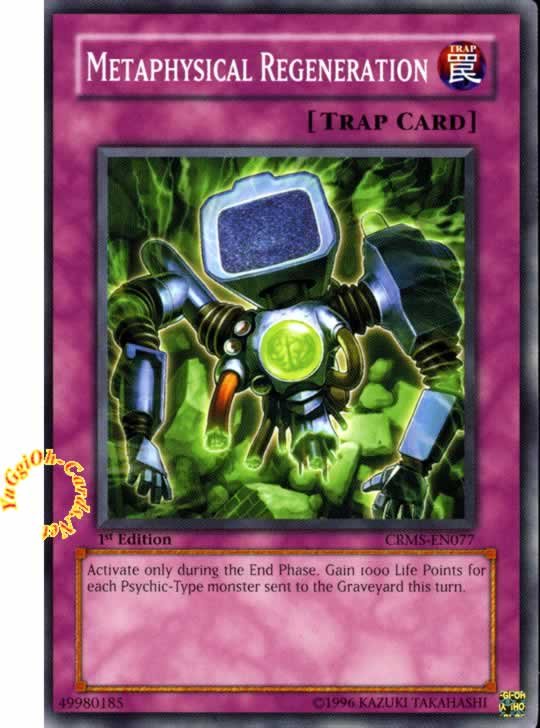 METAPHYSICAL REGENERATION
TRAP
罠
[TRAP CARD]
YuGgiOh-Cards.Net
1st Edition
CRMS-EN077
Activate only during the End Phase. Gain 1000 Life Points for
each Psychic-Type monster sent to the Graveyard this turn.
49980185
©1996 KAZUKI TAKAHASHI